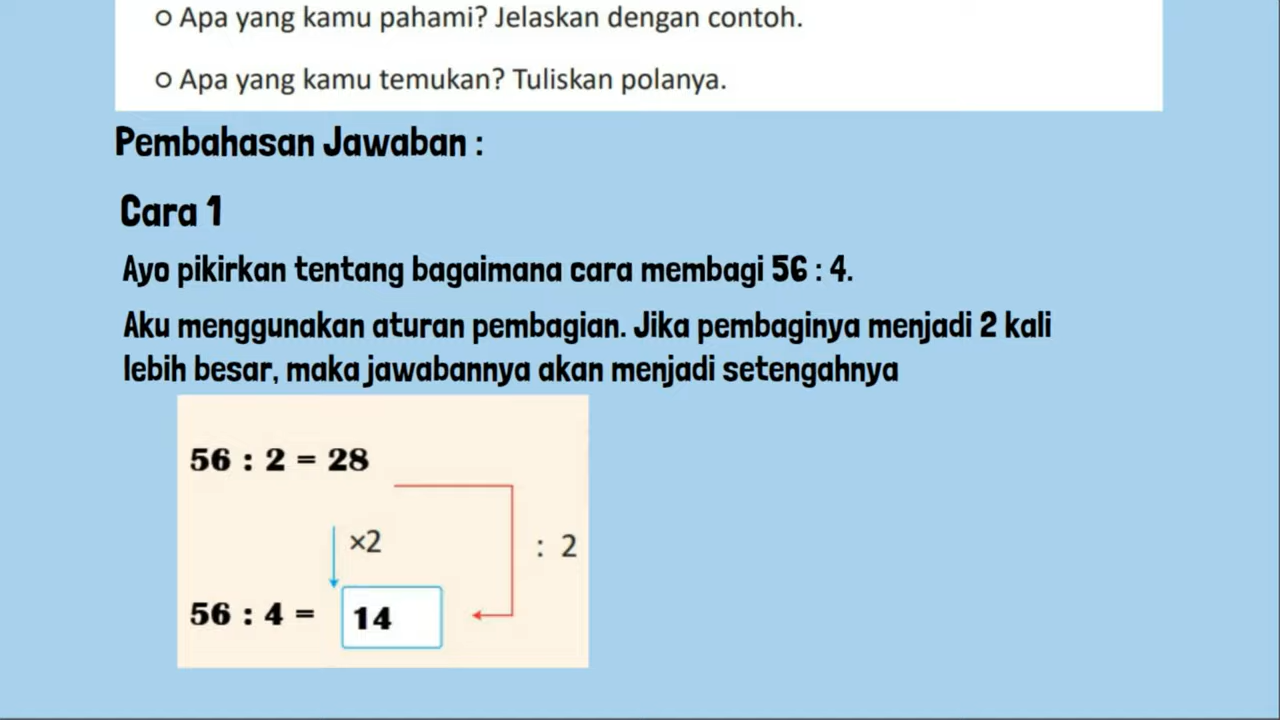 ○ Apa yang kamu pahami? Jelaskan dengan contoh.
○ Apa yang kamu temukan? Tuliskan polanya.
Pembahasan Jawaban :
Cara 1
Ayo pikirkan tentang bagaimana cara membagi 56 : 4.
Aku menggunakan aturan pembagian. Jika pembaginya menjadi 2 kali
lebih besar, maka jawabannya akan menjadi setengahnya
56 : 2 = 28
×2
: 2
56 : 4 = 14